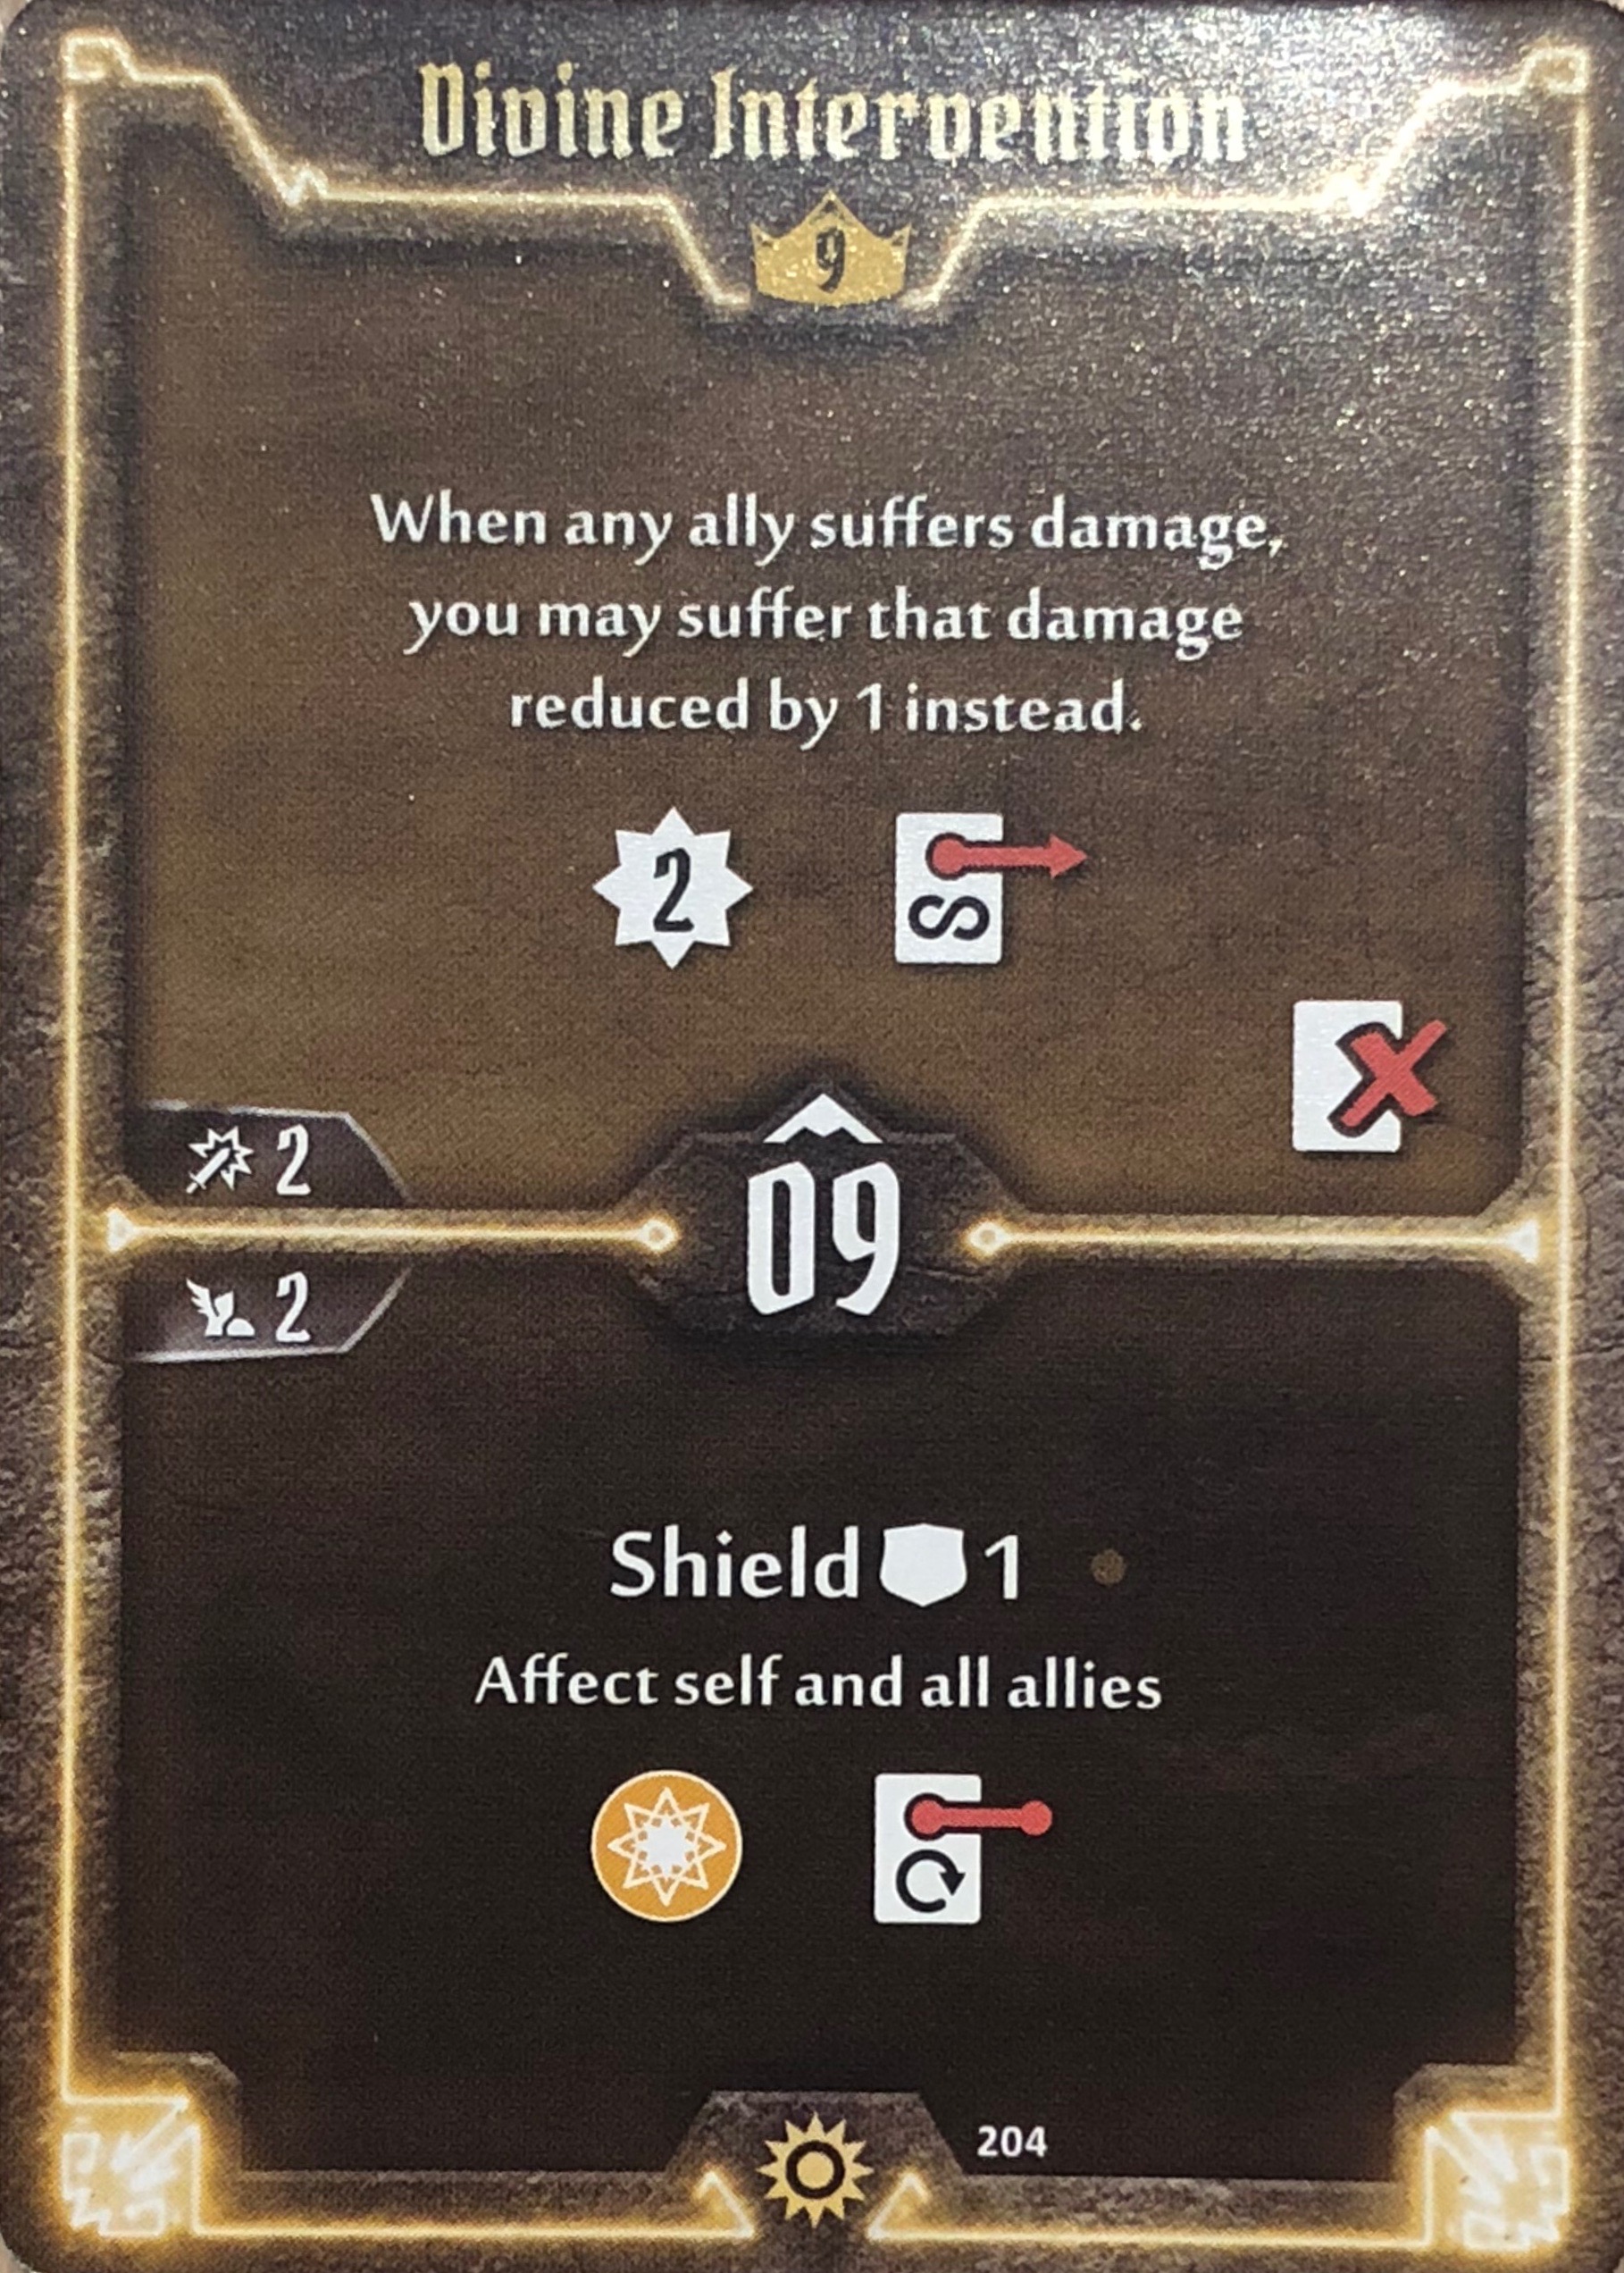 Divine Intervention
9
When any ally suffers damage,
you may suffer that damage
reduced by 1 instead.
2
2
09
2
Shield 1
Affect self and all allies
204